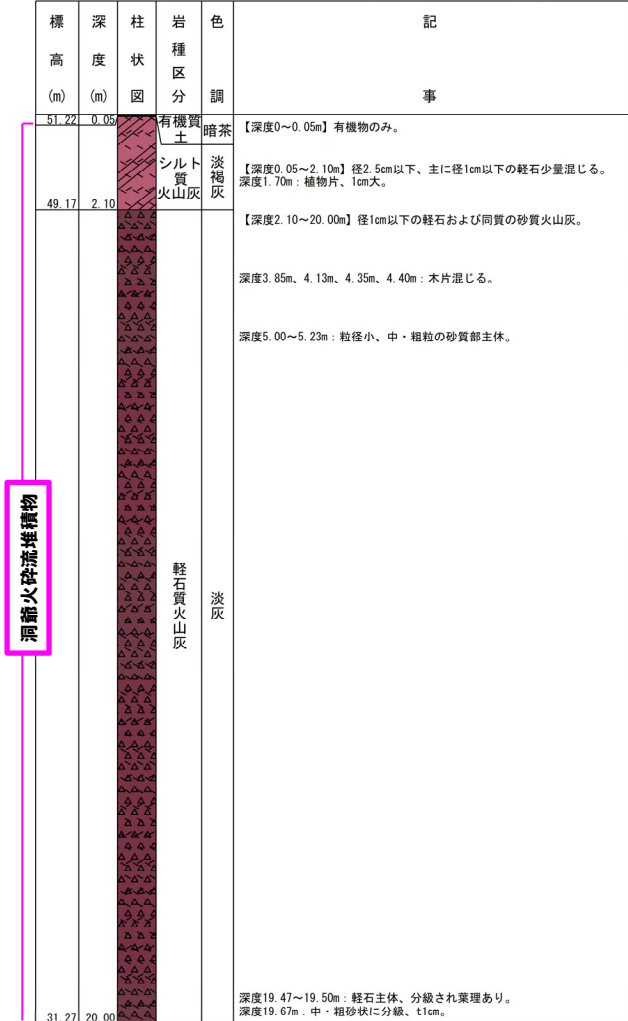 標高(m)
深度(m)
柱状図
岩種区分
色調
記事
51.22 0.05 有機質土 暗茶 【深度0～0.05m】有機物のみ。
シルト質火山灰 淡褐灰 【深度0.05～2.10m】径2.5cm以下、主に径1cm以下の軽石少量混じる。
深度1.70m：植物片、1cm大。
49.17 2.10
【深度2.10～20.00m】径1cm以下の軽石および同質の砂質火山灰。
深度3.85m、4.13m、4.35m、4.40m：木片混じる。
深度5.00～5.23m：粒径小、中・粗粒の砂質部主体。
洞爺火砕流堆積物
軽石質火山灰
淡灰
深度19.47～19.50m：軽石主体、分級され葉理あり。
深度19.67m．中・粗砂状に分級、t1cm。
31.27 20.00